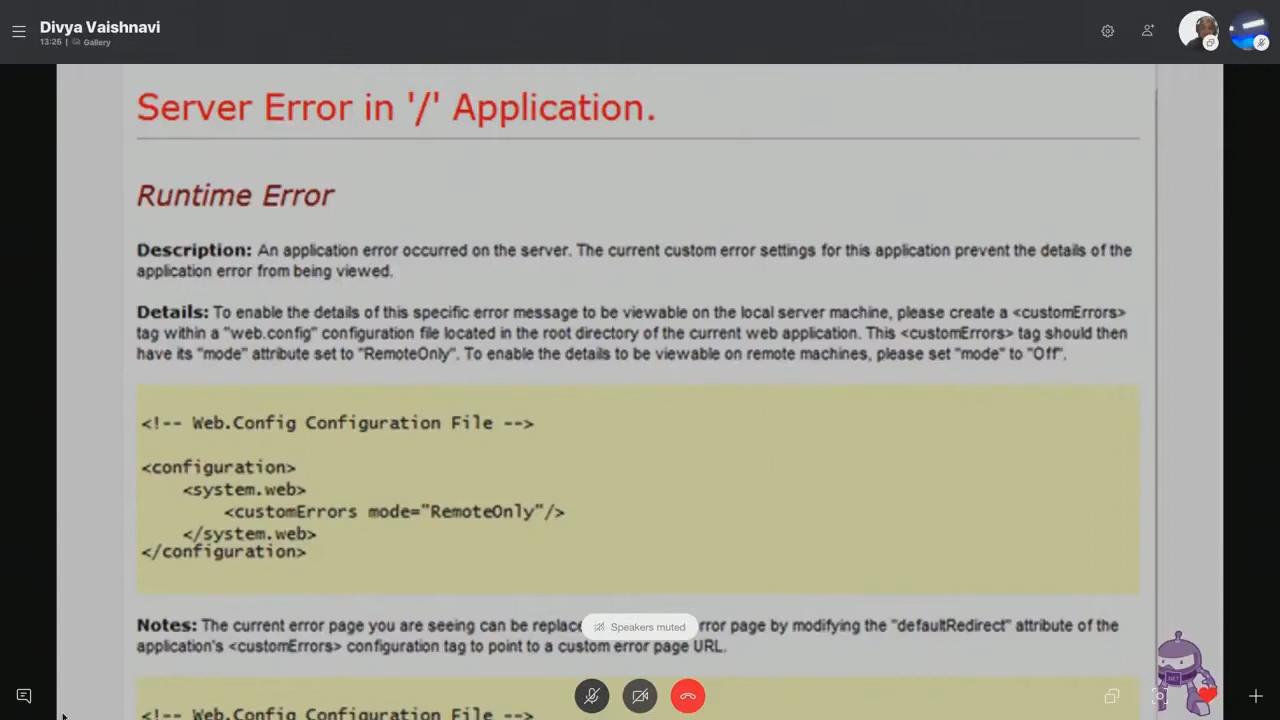 Divya Vaishnavi
13:25 | Gallery
Server Error in '/' Application.
Runtime Error
Description: An application error occurred on the server. The current custom error settings for this application prevent the details of the
application error from being viewed.
Details: To enable the details of this specific error message to be viewable on the local server machine, please create a <customErrors>
tag within a "web.config" configuration file located in the root directory of the current web application. This <customErrors> tag should then
have its "mode" attribute set to "RemoteOnly". To enable the details to be viewable on remote machines, please set "mode" to "Off".
<!-- Web.Config Configuration File -->
<configuration>
<system.web>
<customErrors mode="RemoteOnly"/>
</system.web>
</configuration>
Notes: The current error page you are seeing can be error page by modifying the "defaultRedirect" attribute of the
Speakers muted
application's <customErrors> configuration tag to point to a custom error page URL.
.NET
<!-- Web.Config Configuration File -->